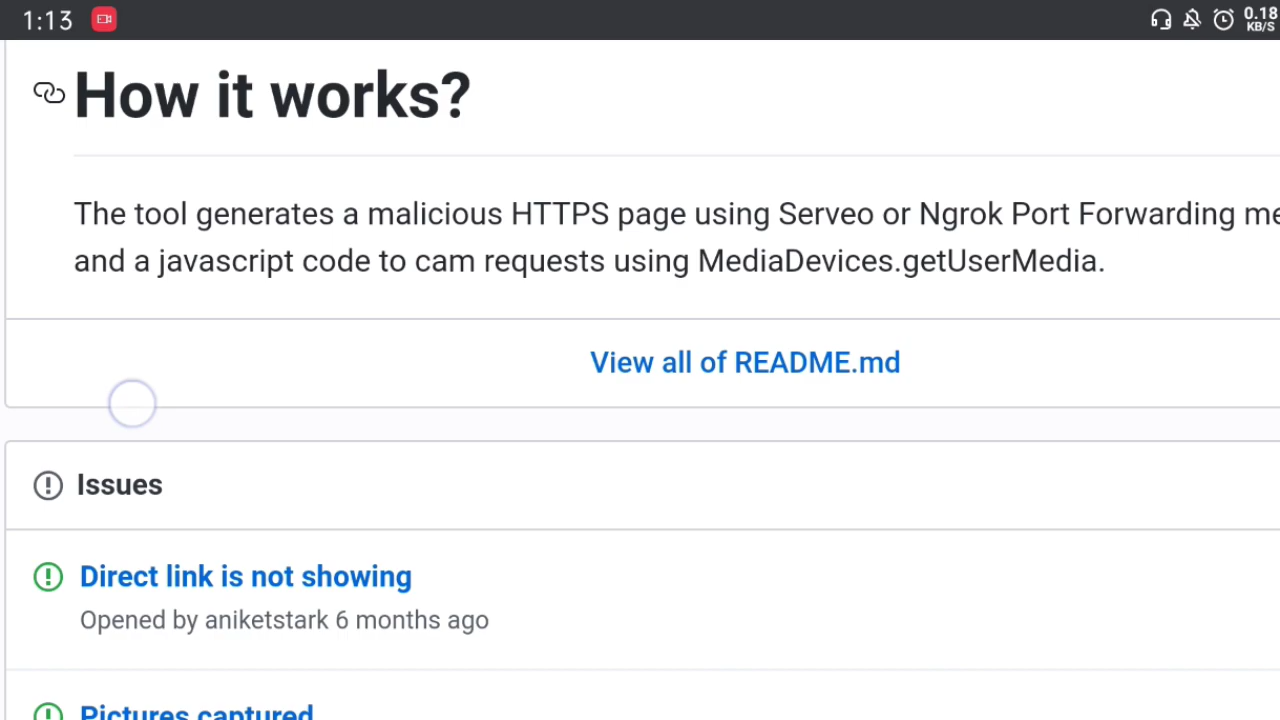 1:13
0.18
KB/S
How it works?
The tool generates a malicious HTTPS page using Serveo or Ngrok Port Forwarding me
and a javascript code to cam requests using MediaDevices.getUserMedia.
View all of README.md
Issues
Direct link is not showing
Opened by aniketstark 6 months ago
Pictures captured